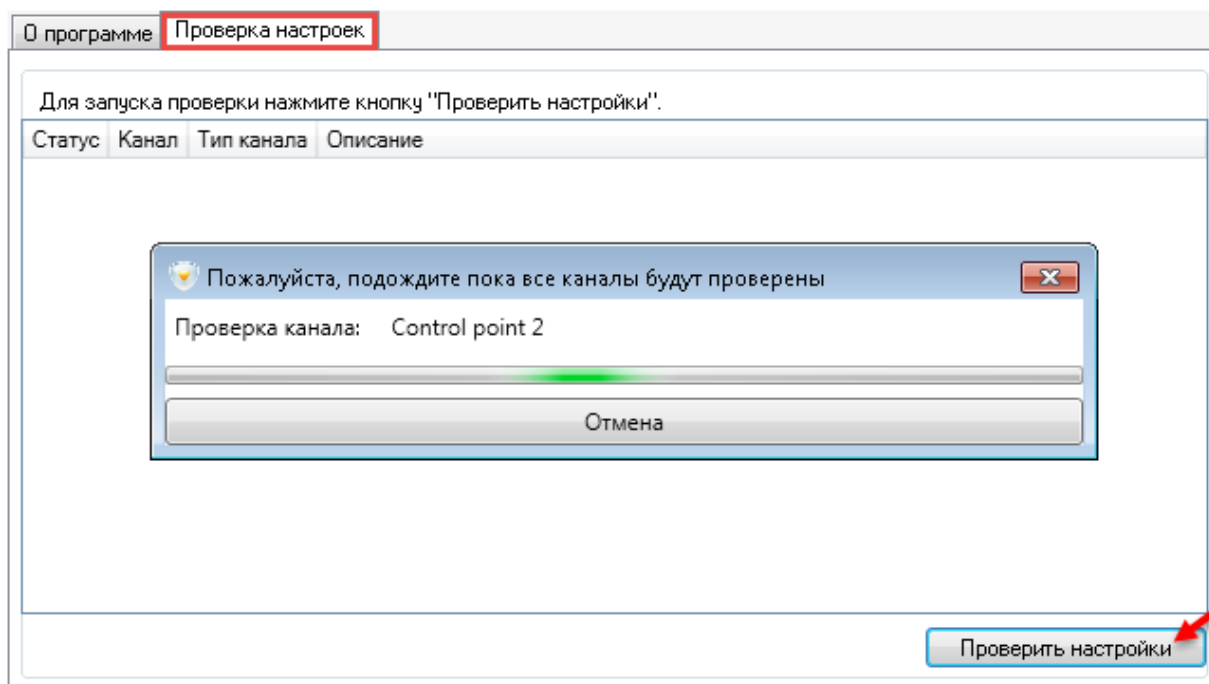 О программе Проверка настроек
Для запуска проверки нажмите кнопку "Проверить настройки".
Статус Канал Тип канала Описание
Пожалуйста, подождите пока все каналы будут проверены
Проверка канала: Control point 2
Отмена
Проверить настройки